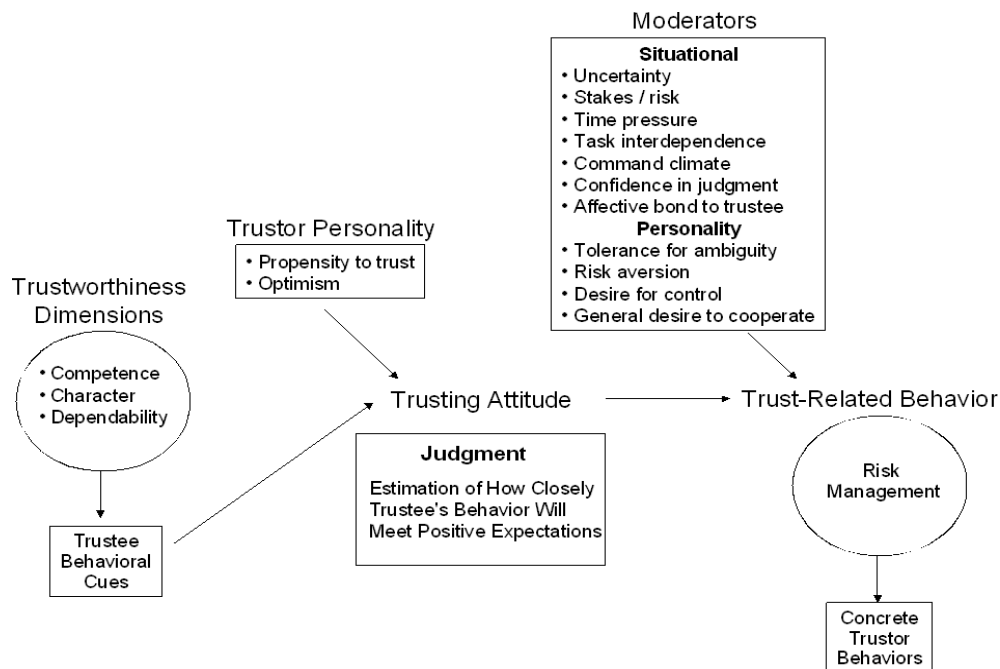 Moderators
Situational
• Uncertainty
• Stakes / risk
• Time pressure
• Task interdependence
• Command climate
• Confidence in judgment
• Affective bond to trustee
Personality
• Tolerance for ambiguity
• Risk aversion
• Desire for control
• General desire to cooperate
Trustor Personality
• Propensity to trust
• Optimism
Trustworthiness
Dimensions
• Competence
• Character
• Dependability
Trustee
Behavioral
Cues
Trusting Attitude
Judgment
Estimation of How Closely
Trustee's Behavior Will
Meet Positive Expectations
Trust-Related Behavior
Risk
Management
Concrete
Trustor
Behaviors